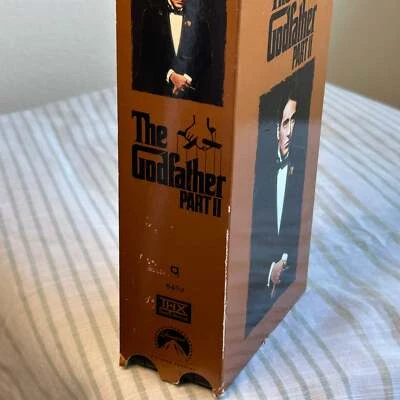 The
Godfather
PART II
THX
The
Godfather
PART II